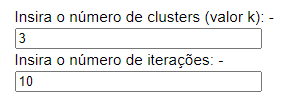 Insira o número de clusters (valor k): -
3
Insira o número de iterações: -
10